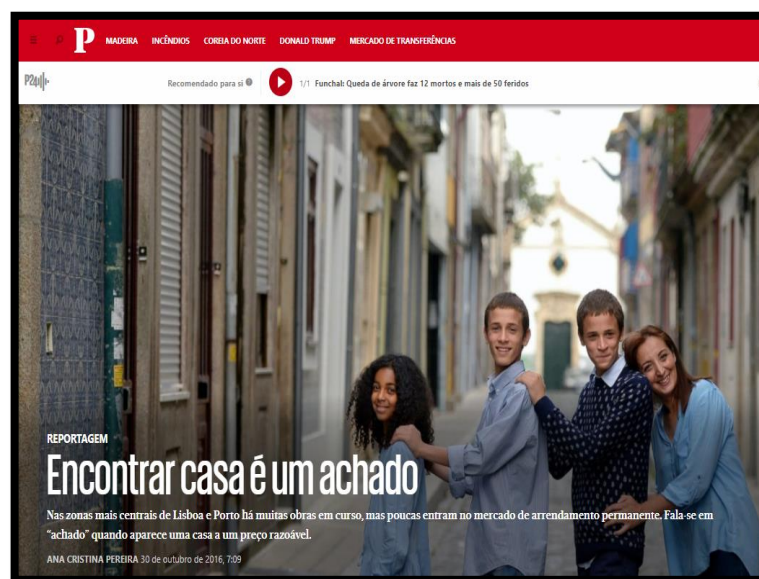 P MADEIRA INCÊNDIOS COREIA DO NORTE DONALD TRUMP MERCADO DE TRANSFERÊNCIAS
P24 Recomendado para si 1/1 Funchal: Queda de árvore faz 12 mortos e mais de 50 feridos
REPORTAGEM
Encontrar casa é um achado
Nas zonas mais centrais de Lisboa e Porto há muitas obras em curso, mas poucas entram no mercado de arrendamento permanente. Fala-se em
“achado” quando aparece uma casa a um preço razoável.
ANA CRISTINA PEREIRA 30 de outubro de 2016, 7:09